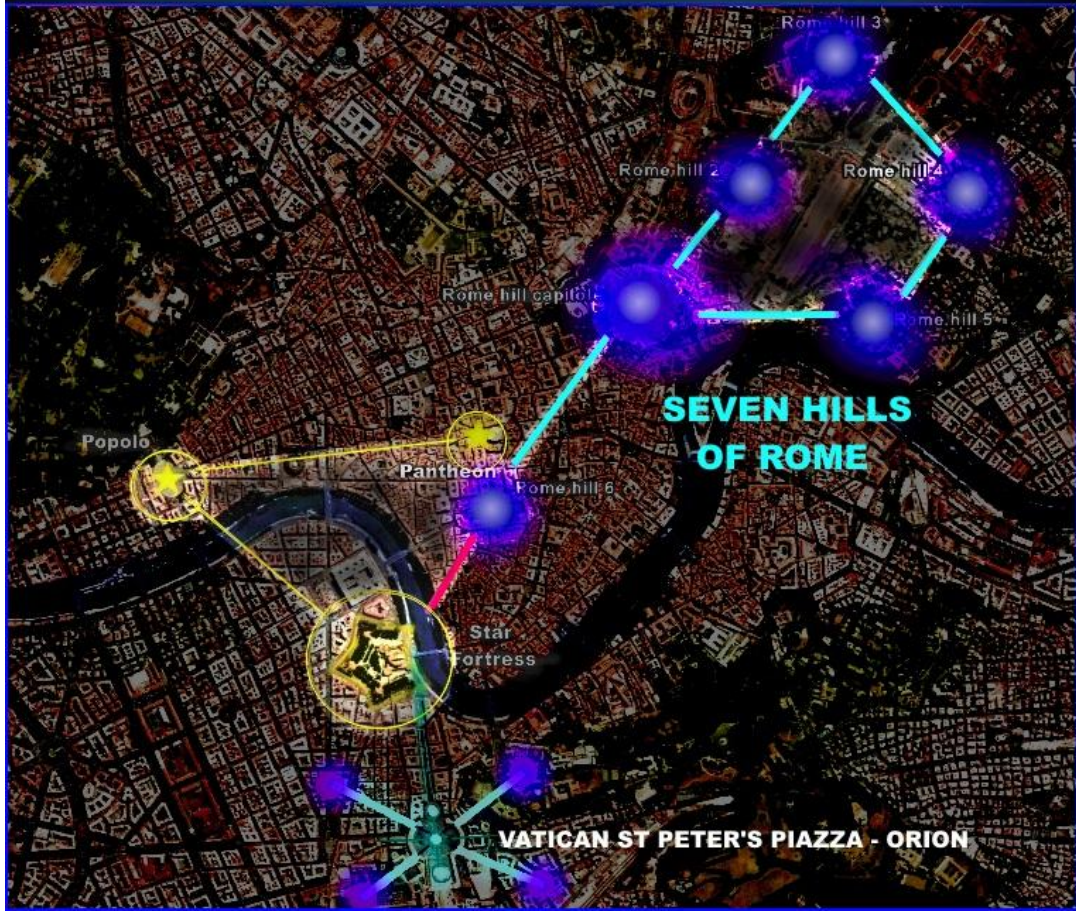 Rome hill 3
Rome hill 2
Rome hill 4
Rome hill capitol
Rome hill 5
SEVEN HILLS
OF ROME
Popolo
Pantheon
Rome hill 6
Star
Fortress
VATICAN ST PETER'S PIAZZA - ORION